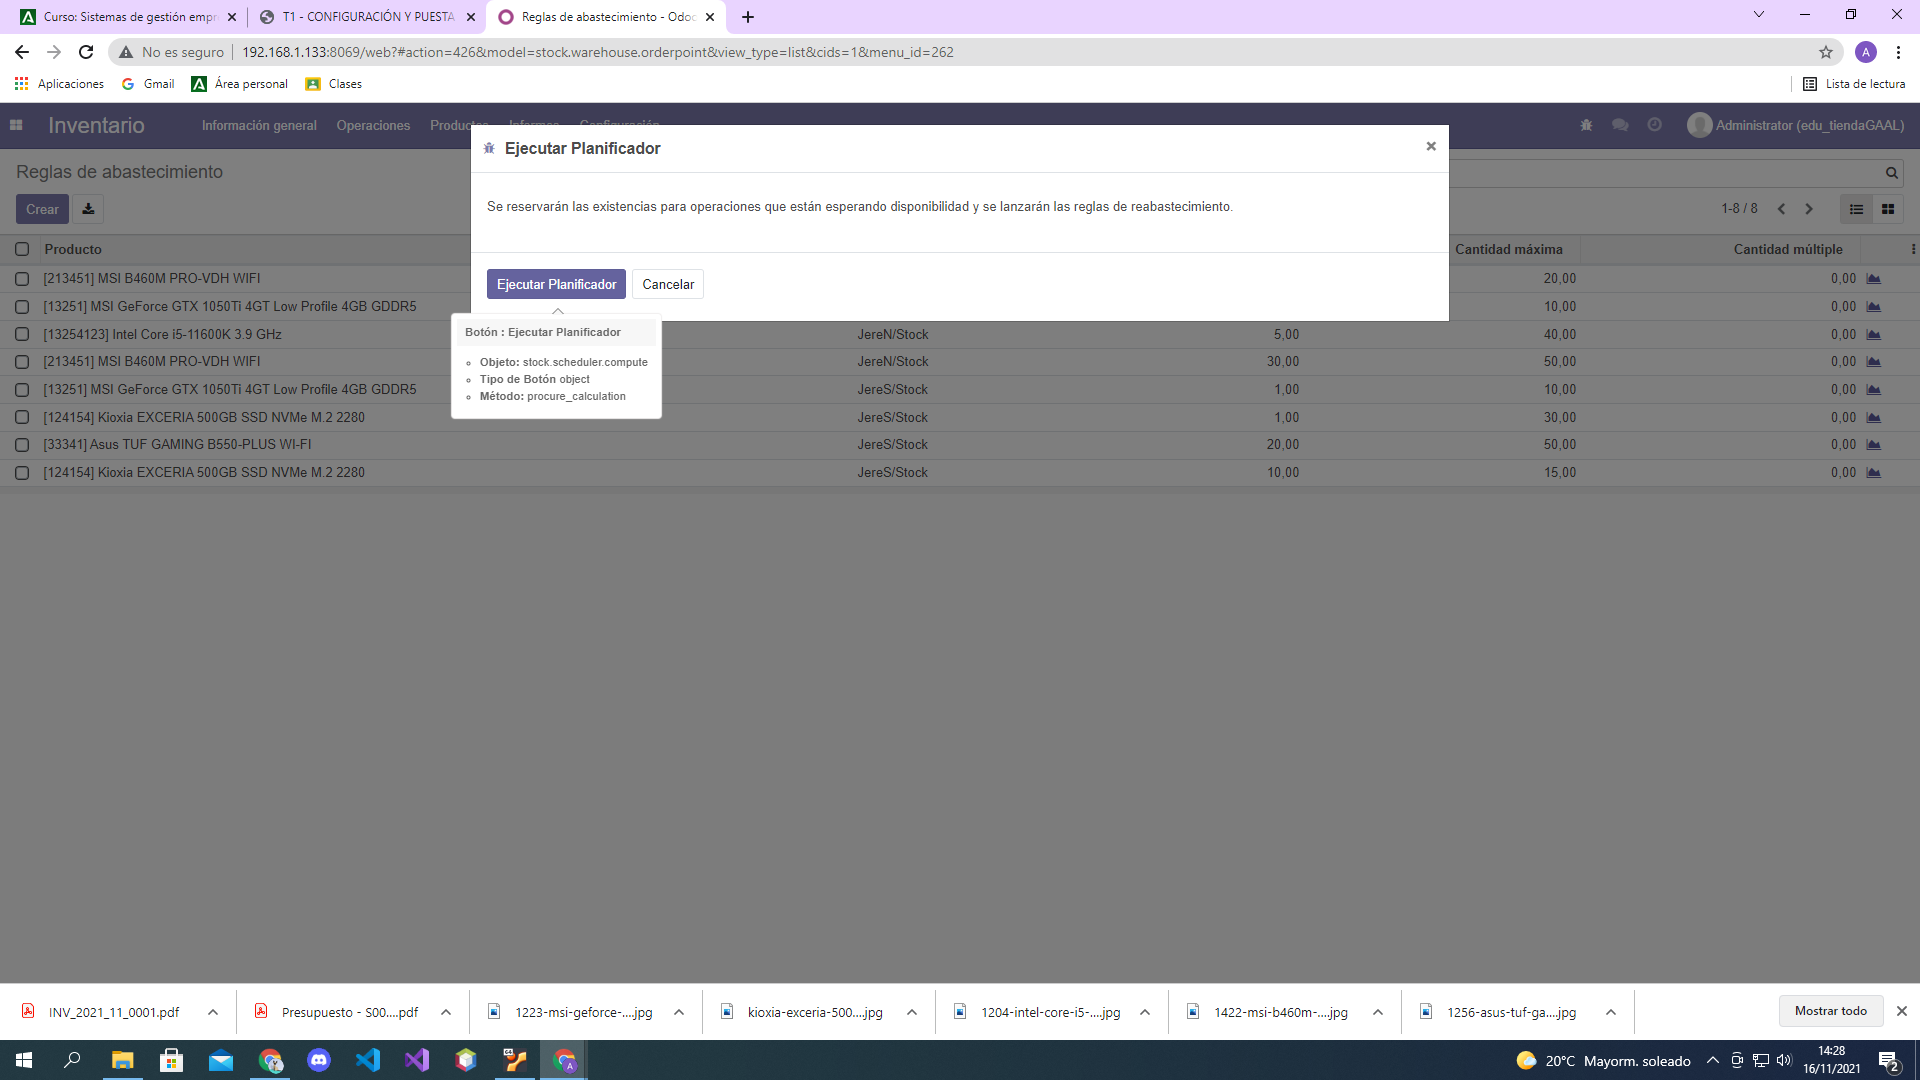 Curso: Sistemas de gestión empr
T1 - CONFIGURACIÓN Y PUESTA
Reglas de abastecimiento - Odoo
No es seguro
192.168.1.133:8069/web?#action=426&model=stock.warehouse.orderpoint&view_type=list&cids=1&menu_id=262
A
Aplicaciones
Gmail
Área personal
Clases
Lista de lectura
Inventario
Información general
Operaciones
Productos
Informes
Configuración
Administrator (edu_tiendaGAAL)
Ejecutar Planificador
Reglas de abastecimiento
Crear
1-8 / 8
Se reservarán las existencias para operaciones que están esperando disponibilidad y se lanzarán las reglas de reabastecimiento.
Ejecutar Planificador
Cancelar
Botón : Ejecutar Planificador
Objeto: stock.scheduler.compute
Tipo de Botón object
Método: procure_calculation
Producto
Cantidad máxima
Cantidad múltiple
[213451] MSI B460M PRO-VDH WIFI
20,00
0,00
[13251] MSI GeForce GTX 1050Ti 4GT Low Profile 4GB GDDR5
10,00
0,00
[13254123] Intel Core i5-11600K 3.9 GHz
JereN/Stock
5,00
40,00
0,00
[213451] MSI B460M PRO-VDH WIFI
JereN/Stock
30,00
50,00
0,00
[13251] MSI GeForce GTX 1050Ti 4GT Low Profile 4GB GDDR5
JereS/Stock
1,00
10,00
0,00
[124154] Kioxia EXCERIA 500GB SSD NVMe M.2 2280
JereS/Stock
1,00
30,00
0,00
[33341] Asus TUF GAMING B550-PLUS WI-FI
JereS/Stock
20,00
50,00
0,00
[124154] Kioxia EXCERIA 500GB SSD NVMe M.2 2280
JereS/Stock
10,00
15,00
0,00
INV_2021_11_0001.pdf
Presupuesto - S00....pdf
1223-msi-geforce-....jpg
kioxia-exceria-500....jpg
1204-intel-core-i5-....jpg
1422-msi-b460m-....jpg
1256-asus-tuf-ga....jpg
Mostrar todo
20°C Mayorm. soleado
14:28
16/11/2021
2